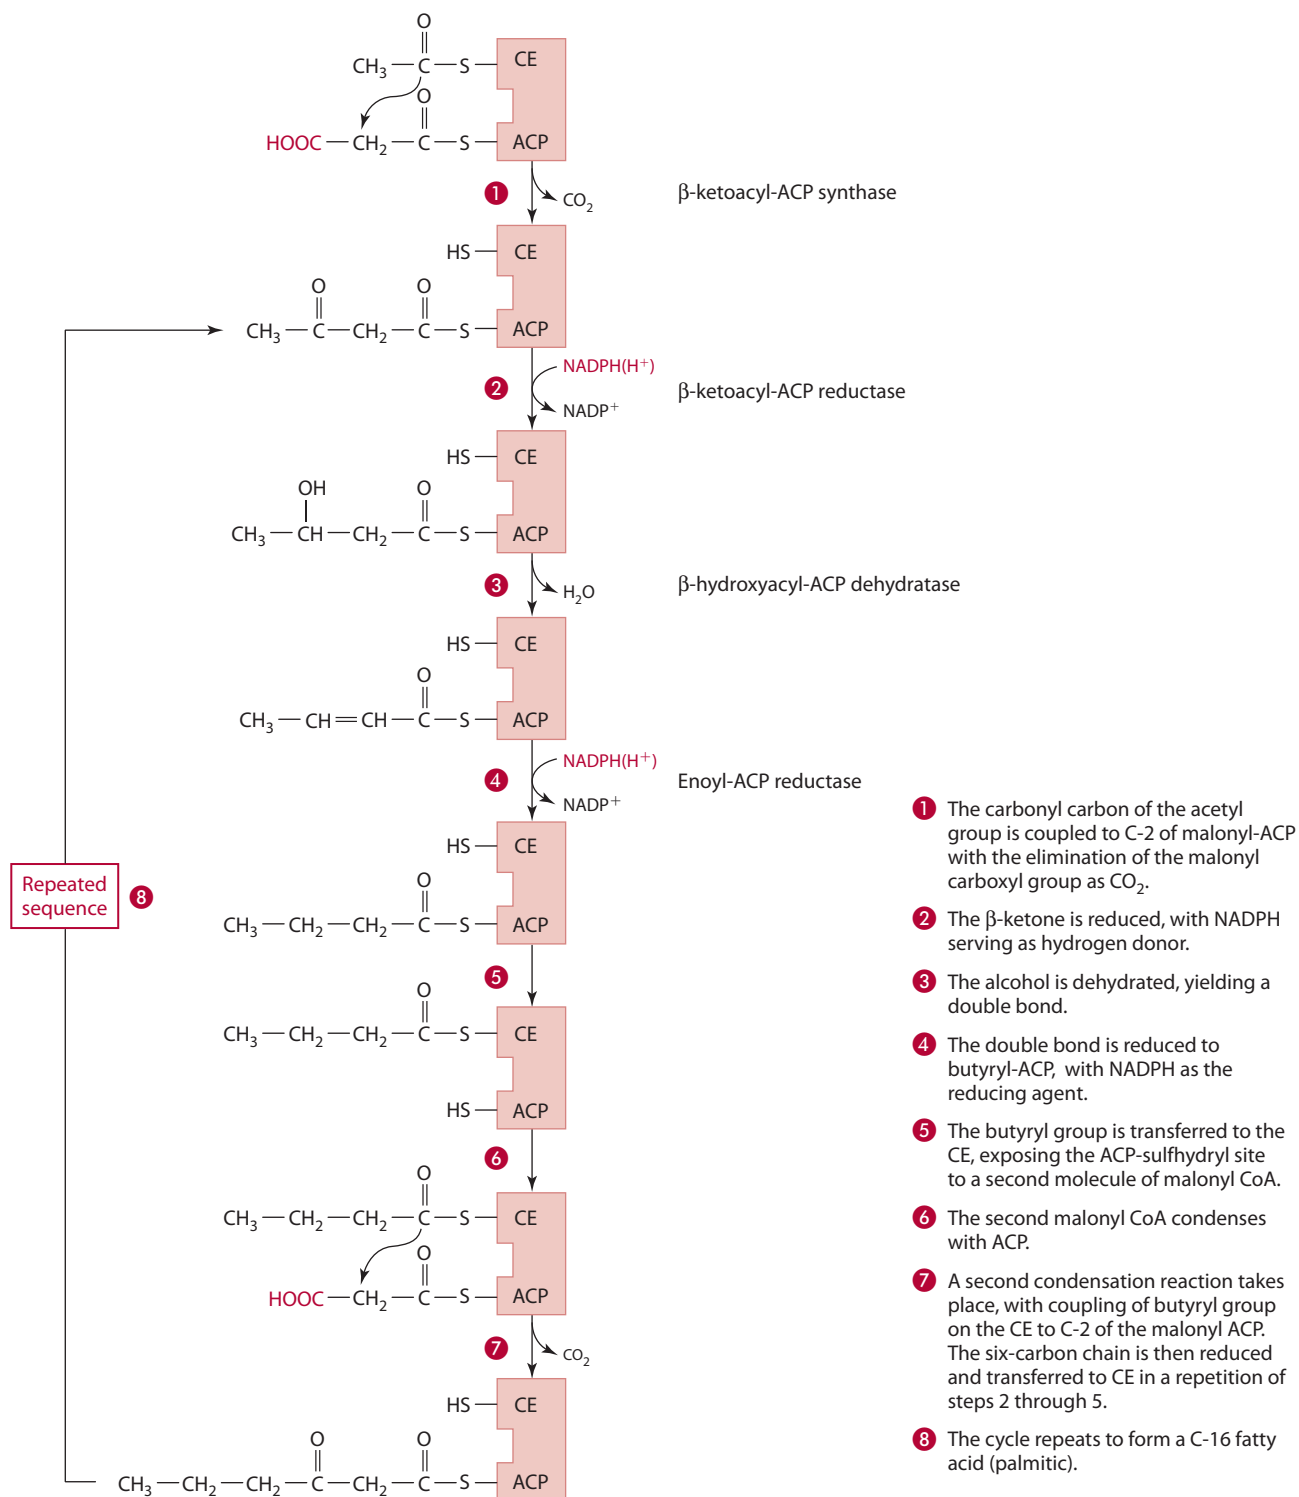 O
CH₃—C—S— CE
O
HOOC—CH₂—C—S— ACP
1 CO₂ β-ketoacyl-ACP synthase
HS— CE
O O
CH₃—C—CH₂—C—S— ACP
NADPH(H⁺)
2 β-ketoacyl-ACP reductase
NADP⁺
HS— CE
OH O
CH₃—CH—CH₂—C—S— ACP
3 H₂O β-hydroxyacyl-ACP dehydratase
HS— CE
O
CH₃—CH=CH—C—S— ACP
NADPH(H⁺)
4 Enoyl-ACP reductase
NADP⁺
HS— CE
O
CH₃—CH₂—CH₂—C—S— ACP
5
O
CH₃—CH₂—CH₂—C—S— CE
HS— ACP
6
O
CH₃—CH₂—CH₂—C—S— CE
O
HOOC—CH₂—C—S— ACP
7 CO₂
HS— CE
O O
CH₃—CH₂—CH₂—C—CH₂—C—S— ACP
Repeated
sequence
8
1 The carbonyl carbon of the acetyl
group is coupled to C-2 of malonyl-ACP
with the elimination of the malonyl
carboxyl group as CO₂.
2 The β-ketone is reduced, with NADPH
serving as hydrogen donor.
3 The alcohol is dehydrated, yielding a
double bond.
4 The double bond is reduced to
butyryl-ACP, with NADPH as the
reducing agent.
5 The butyryl group is transferred to the
CE, exposing the ACP-sulfhydryl site
to a second molecule of malonyl CoA.
6 The second malonyl CoA condenses
with ACP.
7 A second condensation reaction takes
place, with coupling of butyryl group
on the CE to C-2 of the malonyl ACP.
The six-carbon chain is then reduced
and transferred to CE in a repetition of
steps 2 through 5.
8 The cycle repeats to form a C-16 fatty
acid (palmitic).